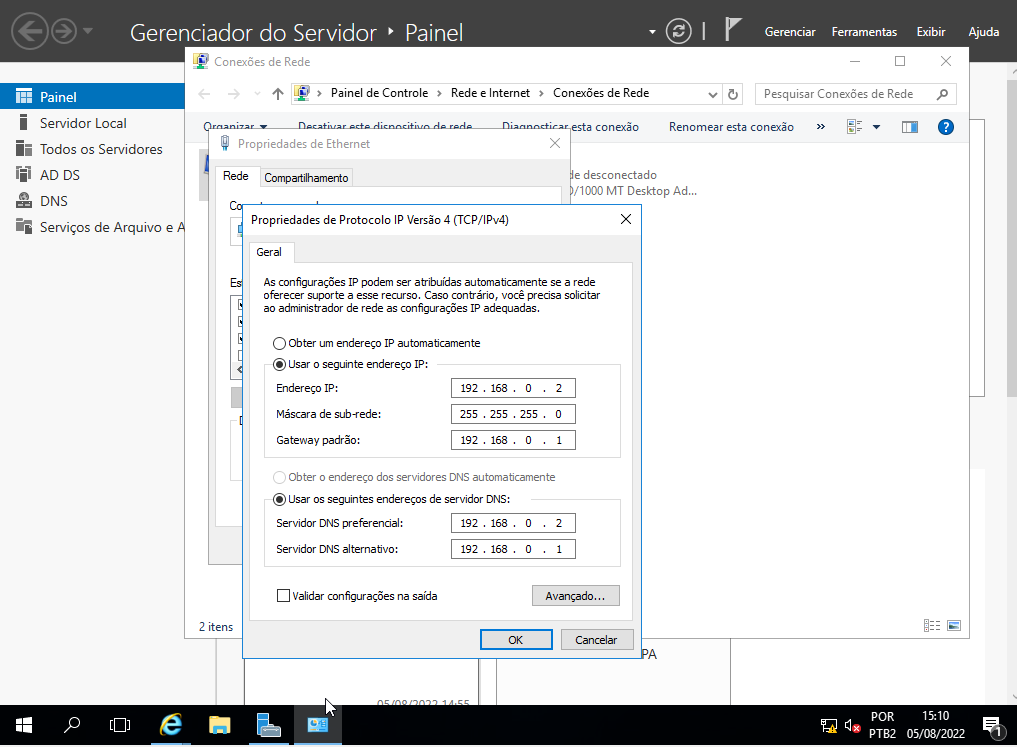 Gerenciador do Servidor ‣ Painel
Gerenciar Ferramentas Exibir Ajuda
Conexões de Rede
Painel de Controle > Rede e Internet > Conexões de Rede
Pesquisar Conexões de Rede
Organizar Desativar este dispositivo de rede Diagnosticar esta conexão Renomear esta conexão »
Painel
Servidor Local
Todos os Servidores
AD DS
DNS
Serviços de Arquivo e A
Propriedades de Ethernet
Rede Compartilhamento
de desconectado
/1000 MT Desktop Ad...
Propriedades de Protocolo IP Versão 4 (TCP/IPv4)
Geral
As configurações IP podem ser atribuídas automaticamente se a rede
oferecer suporte a esse recurso. Caso contrário, você precisa solicitar
ao administrador de rede as configurações IP adequadas.
Obter um endereço IP automaticamente
Usar o seguinte endereço IP:
Endereço IP: 192 . 168 . 0 . 2
Máscara de sub-rede: 255 . 255 . 255 . 0
Gateway padrão: 192 . 168 . 0 . 1
Obter o endereço dos servidores DNS automaticamente
Usar os seguintes endereços de servidor DNS:
Servidor DNS preferencial: 192 . 168 . 0 . 2
Servidor DNS alternativo: 192 . 168 . 0 . 1
Validar configurações na saída
Avançado...
OK Cancelar
2 itens
PA
05/08/2022 14:55
POR
PTB2
15:10
05/08/2022
1